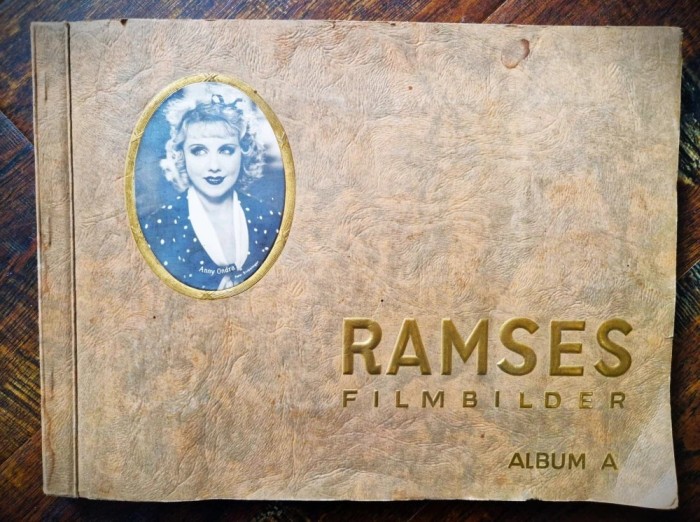 Anny Ondra
RAMSES
FILMBILDER
ALBUM A